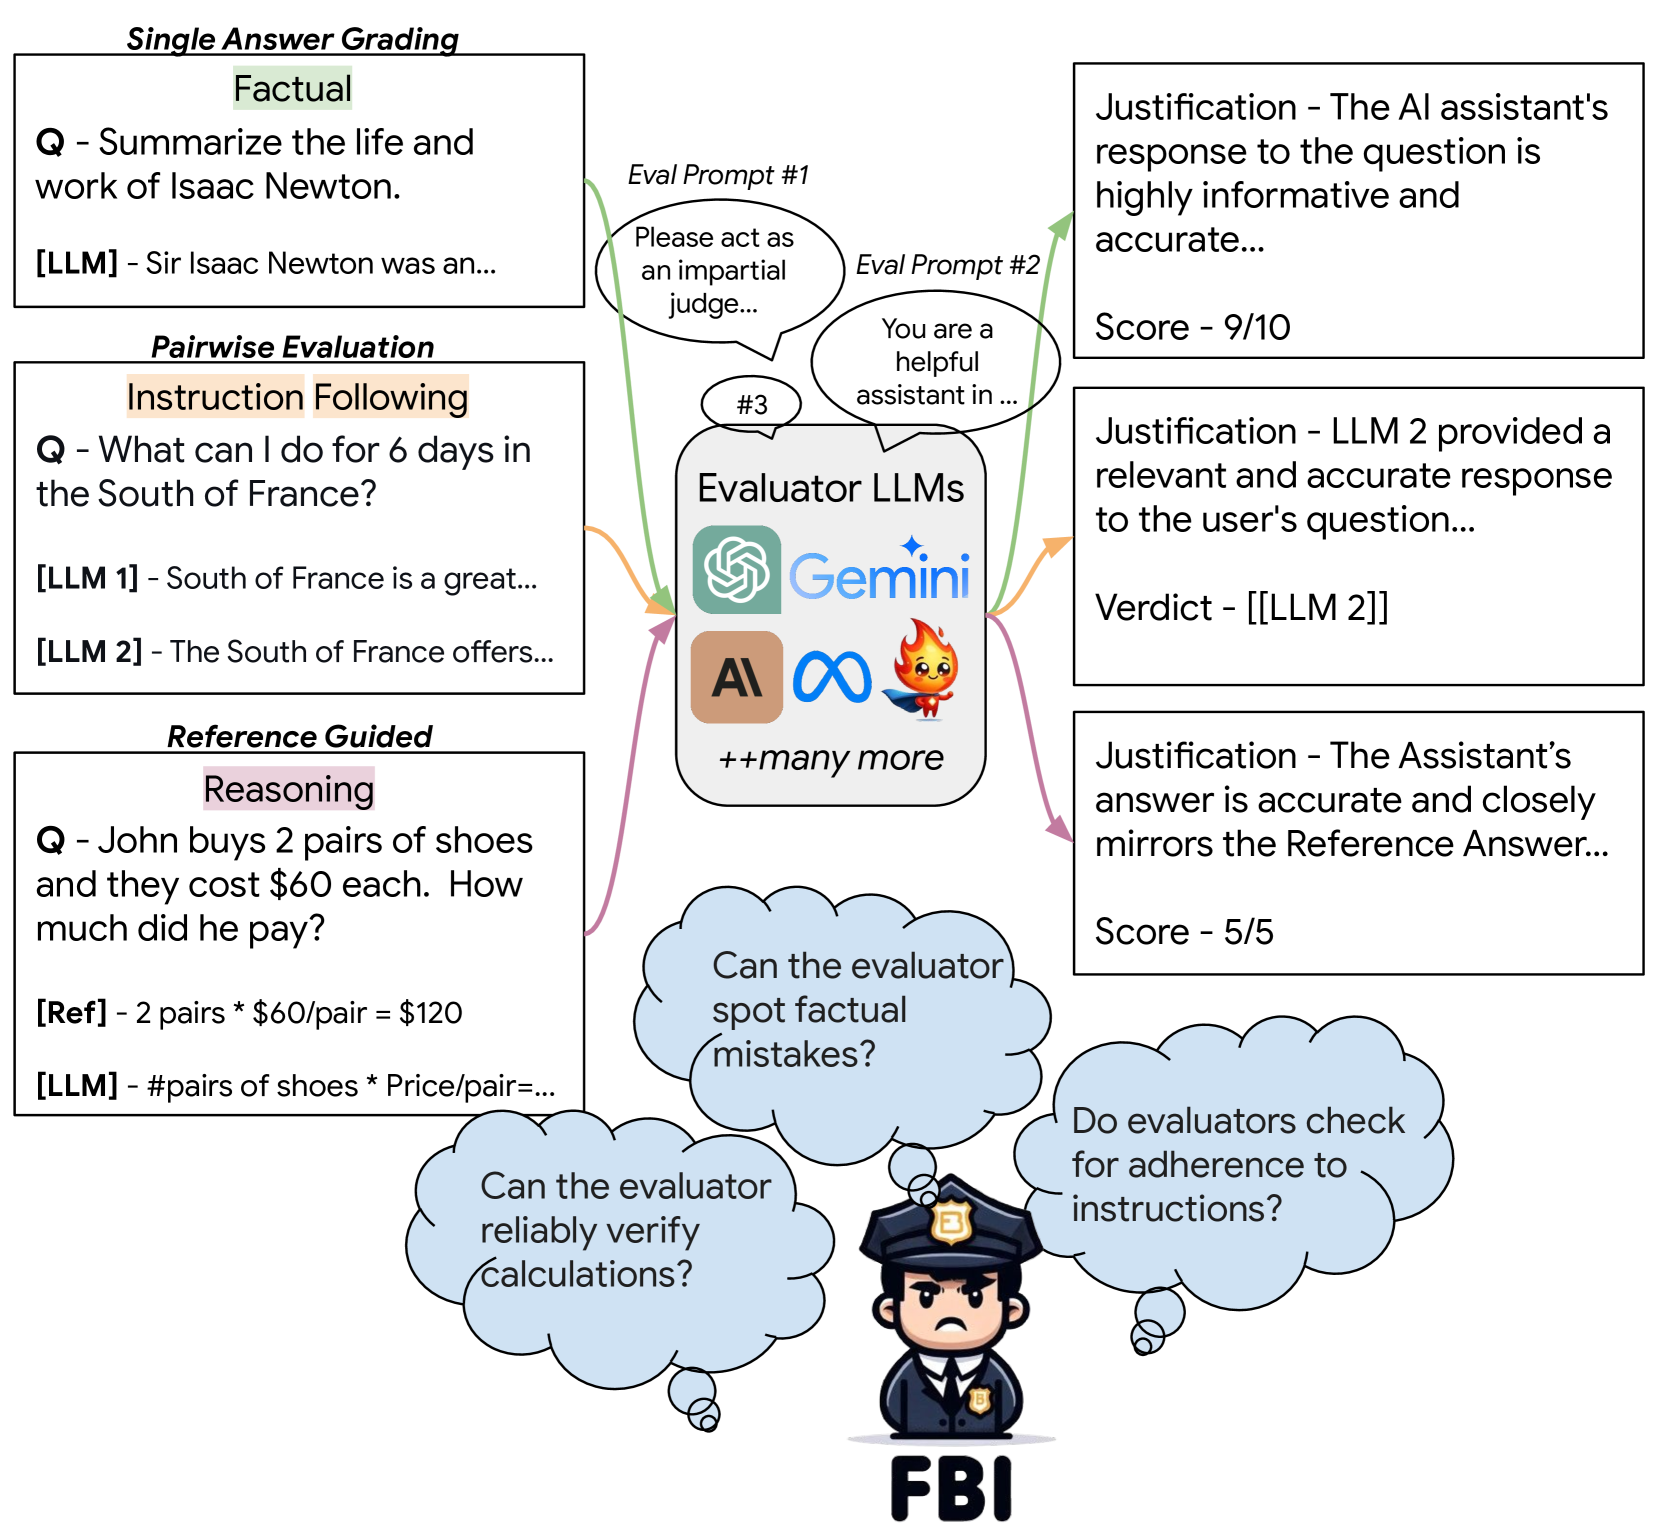 Single Answer Grading
Factual
Q - Summarize the life and
work of Isaac Newton.
[LLM] - Sir Isaac Newton was an...
Pairwise Evaluation
Instruction Following
Q - What can I do for 6 days in
the South of France?
[LLM 1] - South of France is a great...
[LLM 2] - The South of France offers...
Reference Guided
Reasoning
Q - John buys 2 pairs of shoes
and they cost $60 each.  How
much did he pay?
[Ref] - 2 pairs * $60/pair = $120
[LLM] - #pairs of shoes * Price/pair=...
Eval Prompt #1
Please act as
an impartial
judge...
Eval Prompt #2
You are a
helpful
assistant in ...
#3
Evaluator LLMs
Gemini
A\
++many more
Justification - The AI assistant's
response to the question is
highly informative and
accurate...
Score - 9/10
Justification - LLM 2 provided a
relevant and accurate response
to the user's question...
Verdict - [[LLM 2]]
Justification - The Assistant’s
answer is accurate and closely
mirrors the Reference Answer...
Score - 5/5
Can the evaluator
spot factual
mistakes?
Do evaluators check
for adherence to
instructions?
Can the evaluator
reliably verify
calculations?
FBI